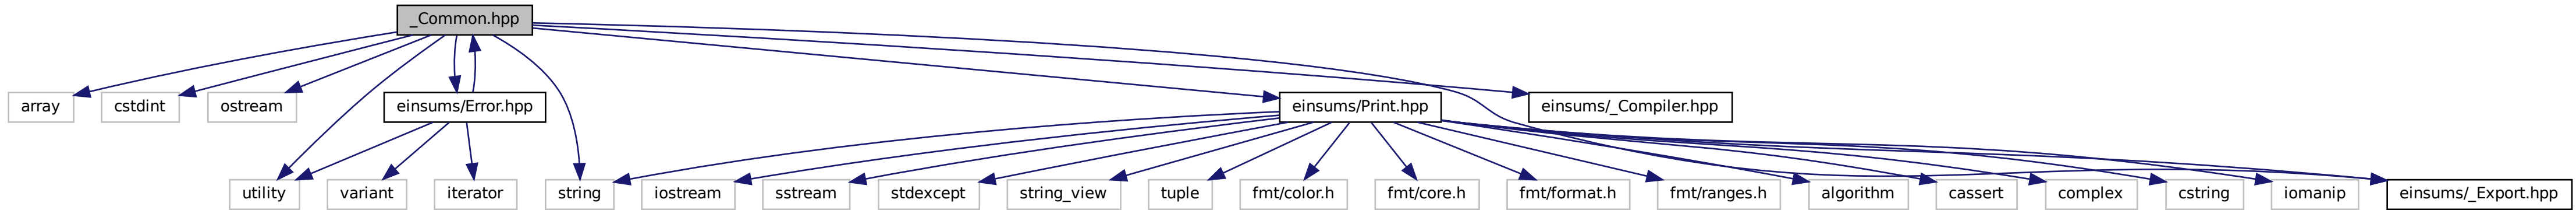 _Common.hpp
array
cstdint
ostream
einsums/Error.hpp
einsums/Print.hpp
einsums/_Compiler.hpp
utility
variant
iterator
string
iostream
sstream
stdexcept
string_view
tuple
fmt/color.h
fmt/core.h
fmt/format.h
fmt/ranges.h
algorithm
cassert
complex
cstring
iomanip
einsums/_Export.hpp